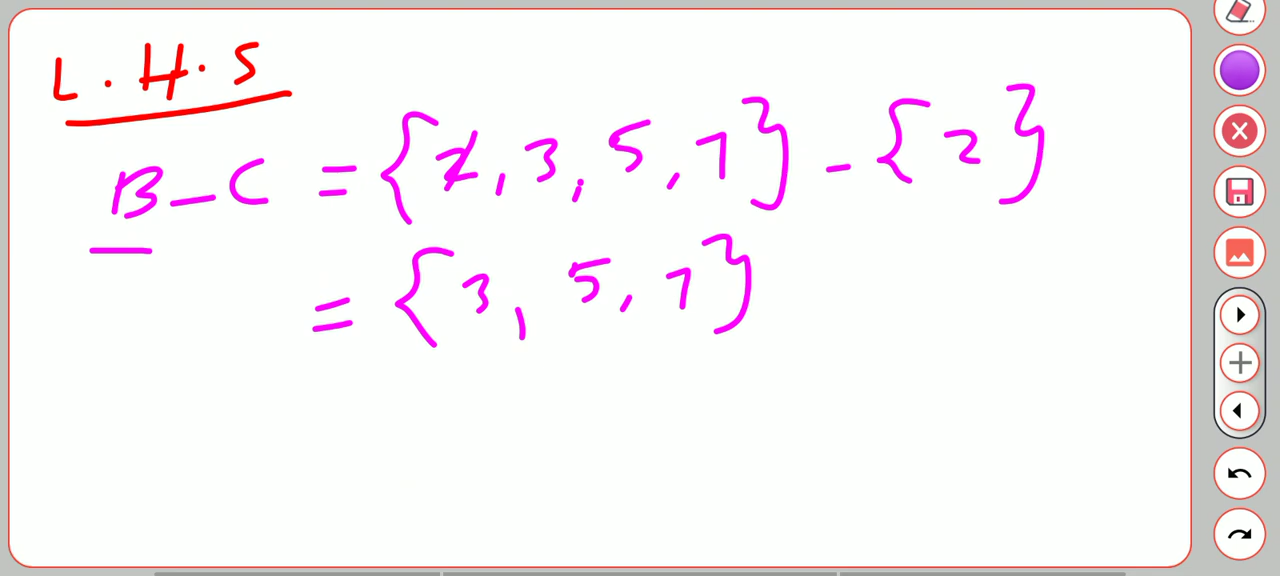 L.H.S
B - C = {2, 3, 5, 7} - {2}
= {3, 5, 7}